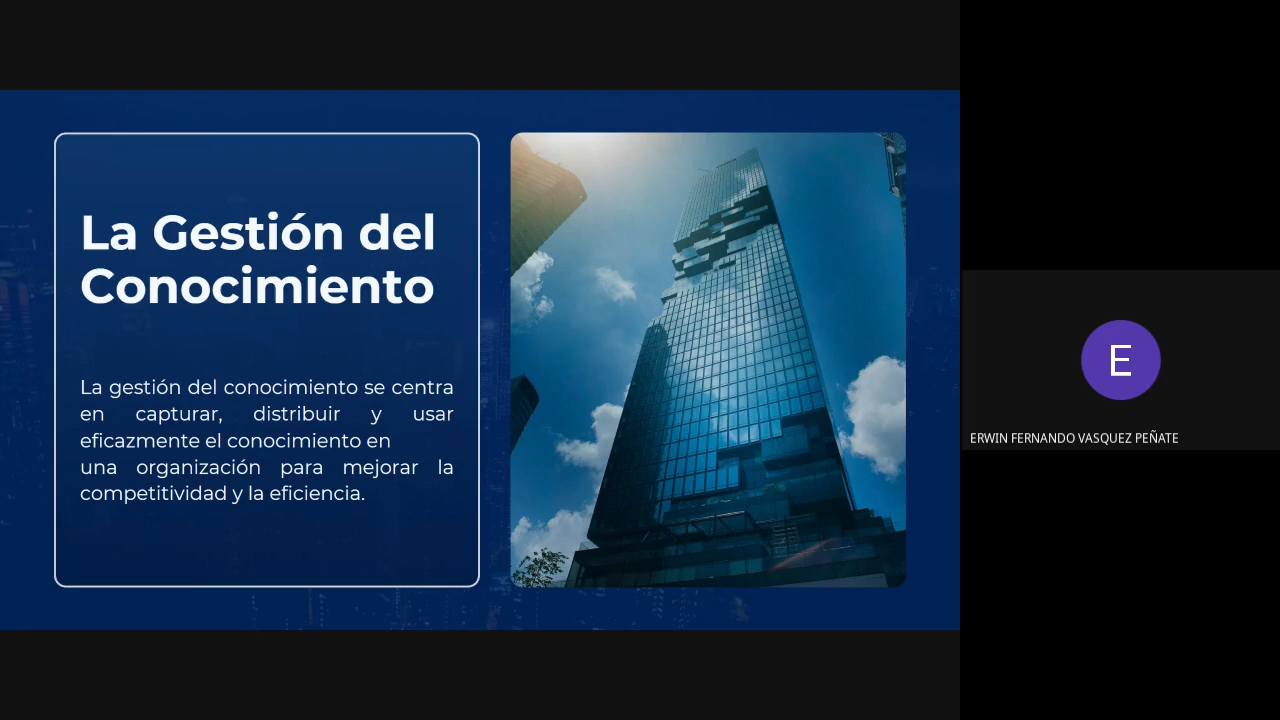 La Gestión del
Conocimiento
La gestión del conocimiento se centra
en capturar, distribuir y usar
eficazmente el conocimiento en
una organización para mejorar la
competitividad y la eficiencia.
E
ERWIN FERNANDO VASQUEZ PEÑATE